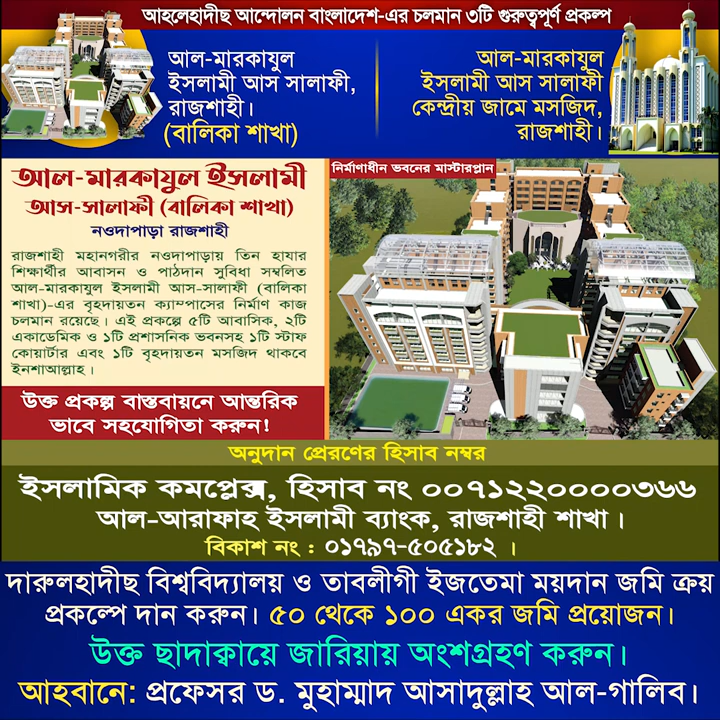 আহলেহাদীছ আন্দোলন বাংলাদেশ-এর চলমান ৩টি গুরুত্বপূর্ণ প্রকল্প
আল-মারকাযুল
ইসলামী আস সালাফী,
রাজশাহী।
(বালিকা শাখা)
আল-মারকাযুল
ইসলামী আস সালাফী
কেন্দ্রীয় জামে মসজিদ,
রাজশাহী।
আল-মারকাযুল ইসলামী
আস-সালাফী (বালিকা শাখা)
নওদাপাড়া রাজশাহী
রাজশাহী মহানগরীর নওদাপাড়ায় তিন হাযার
শিক্ষার্থীর আবাসন ও পাঠদান সুবিধা সম্বলিত
আল-মারকাযুল ইসলামী আস-সালাফী (বালিকা
শাখা)-এর বৃহদায়তন ক্যাম্পাসের নির্মাণ কাজ
চলমান রয়েছে। এই প্রকল্পে ৫টি আবাসিক, ২টি
একাডেমিক ও ১টি প্রশাসনিক ভবনসহ ১টি স্টাফ
কোয়ার্টার এবং ১টি বৃহদায়তন মসজিদ থাকবে
ইনশাআল্লাহ।
উক্ত প্রকল্প বাস্তবায়নে আন্তরিক
ভাবে সহযোগিতা করুন!
নির্মাণাধীন ভবনের মাস্টারপ্লান
অনুদান প্রেরণের হিসাব নম্বর
ইসলামিক কমপ্লেক্স, হিসাব নং ০০৭১২২০০০০৩৬৬
আল-আরাফাহ ইসলামী ব্যাংক, রাজশাহী শাখা।
বিকাশ নং : ০১৭৯৭-৫০৫১৮২ ।
দারুলহাদীছ বিশ্ববিদ্যালয় ও তাবলীগী ইজতেমা ময়দান জমি ক্রয়
প্রকল্পে দান করুন। ৫০ থেকে ১০০ একর জমি প্রয়োজন।
উক্ত ছাদাক্বায়ে জারিয়ায় অংশগ্রহণ করুন।
আহবানে: প্রফেসর ড. মুহাম্মাদ আসাদুল্লাহ আল-গালিব।